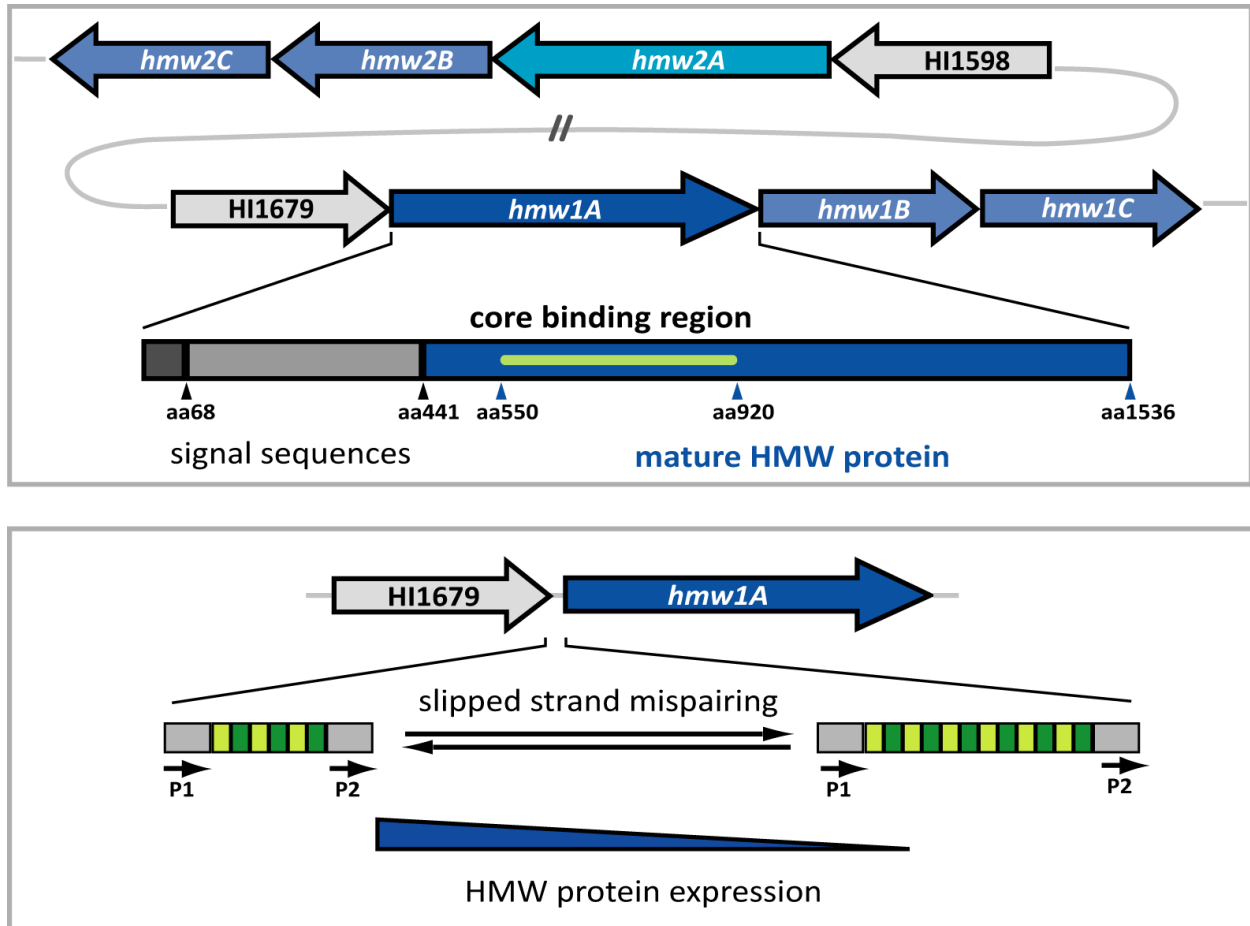 hmw2C hmw2B hmw2A HI1598
//
HI1679 hmw1A hmw1B hmw1C
core binding region
aa68 aa441 aa550 aa920 aa1536
signal sequences mature HMW protein
HI1679 hmw1A
slipped strand mispairing
P1 P2 P1 P2
HMW protein expression